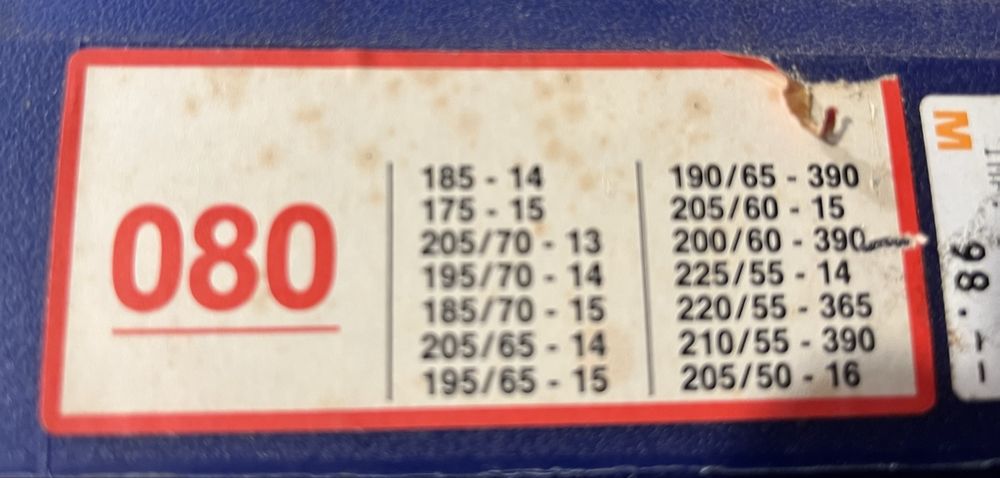 080
185 - 14
175 - 15
205/70 - 13
195/70 - 14
185/70 - 15
205/65 - 14
195/65 - 15
190/65 - 390
205/60 - 15
200/60 - 390
225/55 - 14
220/55 - 365
210/55 - 390
205/50 - 16
M
98.